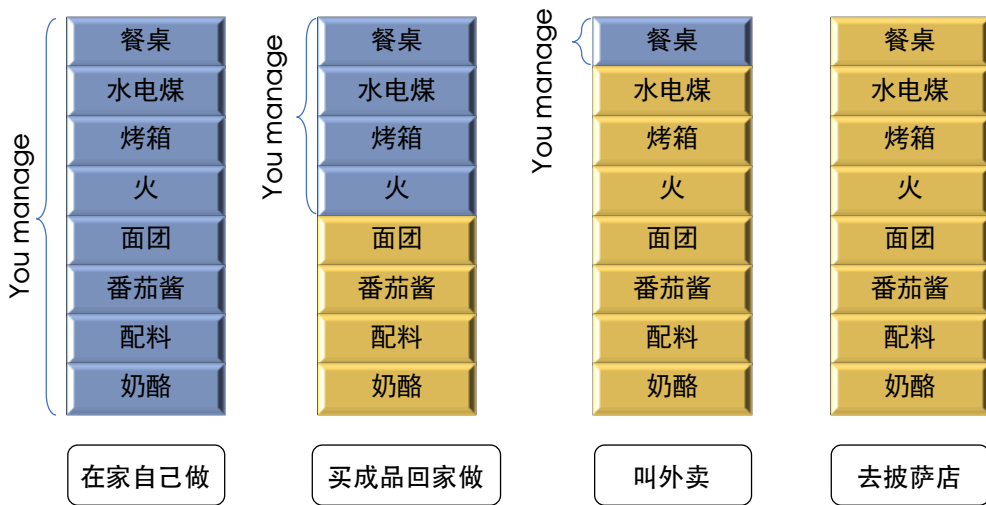 You manage
餐桌
水电煤
烤箱
火
面团
番茄酱
配料
奶酪
在家自己做
You manage
餐桌
水电煤
烤箱
火
面团
番茄酱
配料
奶酪
买成品回家做
You manage
餐桌
水电煤
烤箱
火
面团
番茄酱
配料
奶酪
叫外卖
餐桌
水电煤
烤箱
火
面团
番茄酱
配料
奶酪
去披萨店